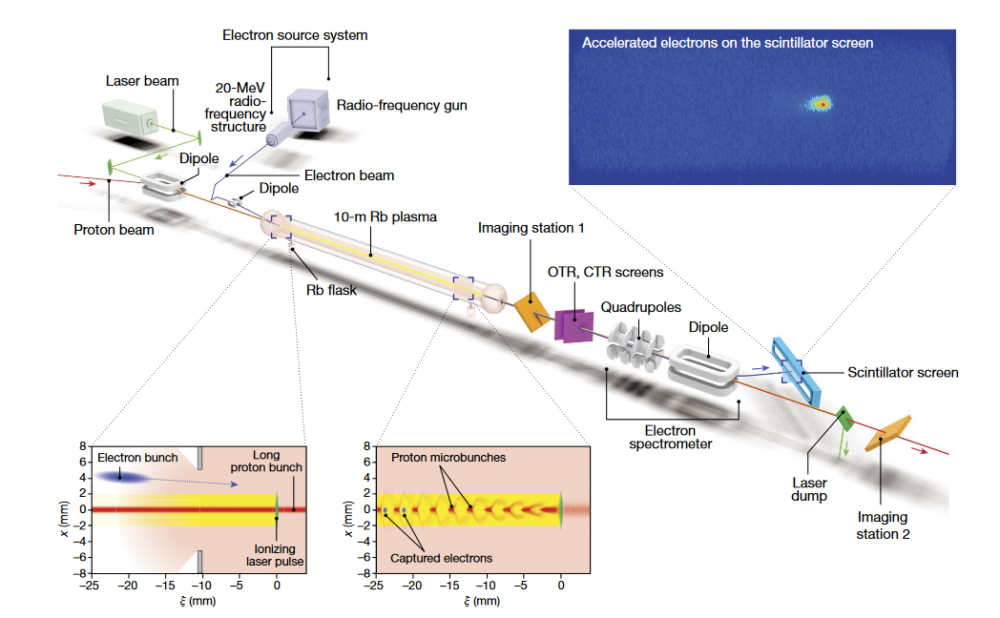 Electron source system
Accelerated electrons on the scintillator screen
Laser beam
20-MeV
radio-
frequency
structure
Radio-frequency gun
Dipole
Electron beam
Dipole
Proton beam
10-m Rb plasma
Imaging station 1
Rb flask
OTR, CTR screens
Quadrupoles
Dipole
Scintillator screen
Electron
spectrometer
Laser
dump
Imaging
station 2
8
6
4
2
0
−2
−4
−6
−8
x (mm)
Electron bunch
Long
proton bunch
Ionizing
laser pulse
−25
−20
−15
−10
−5
0
ξ (mm)
8
6
4
2
0
−2
−4
−6
−8
x (mm)
Proton microbunches
Captured electrons
−25
−20
−15
−10
−5
0
ξ (mm)